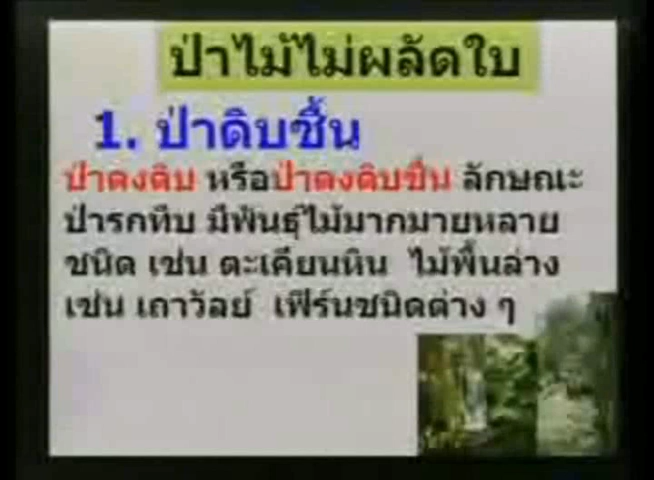 ป่าไม้ไม่ผลัดใบ
1. ป่าดิบชื้น
ป่าดงดิบ หรือป่าดงดิบชื้น ลักษณะ
ป่ารกทึบ มีพันธุ์ไม้มากมายหลาย
ชนิด เช่น ตะเคียนหิน ไม้พื้นล่าง
เช่น เถาวัลย์ เฟิร์นชนิดต่าง ๆ